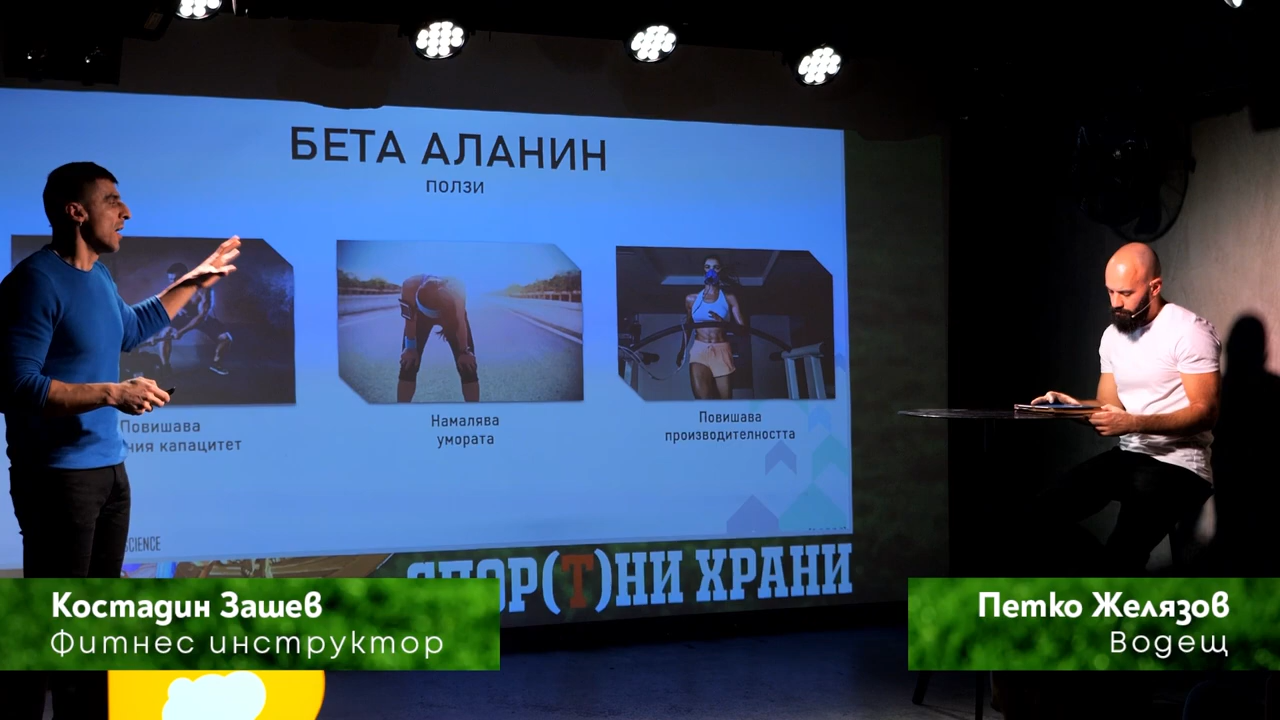 БЕТА АЛАНИН
ползи
Повишава
капацитет
Намалява
умората
Повишава
производителността
SCIENCE
СПОР(Т)НИ ХРАНИ
Костадин Зашев
Фитнес инструктор
Петко Желязов
Водещ